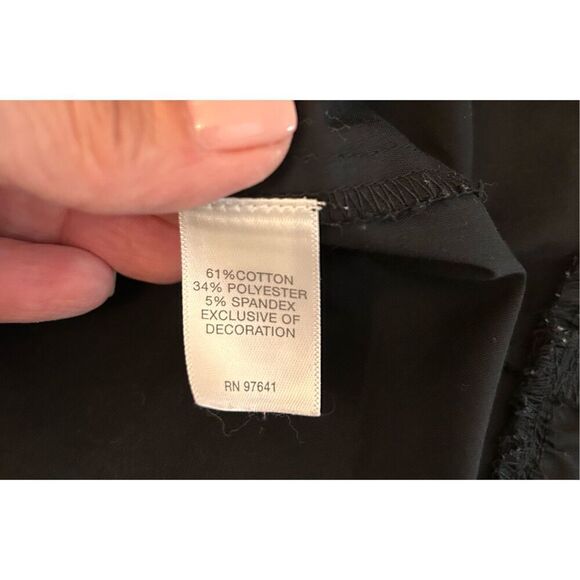 61%COTTON
34% POLYESTER
5% SPANDEX
EXCLUSIVE OF
DECORATION
RN 97641